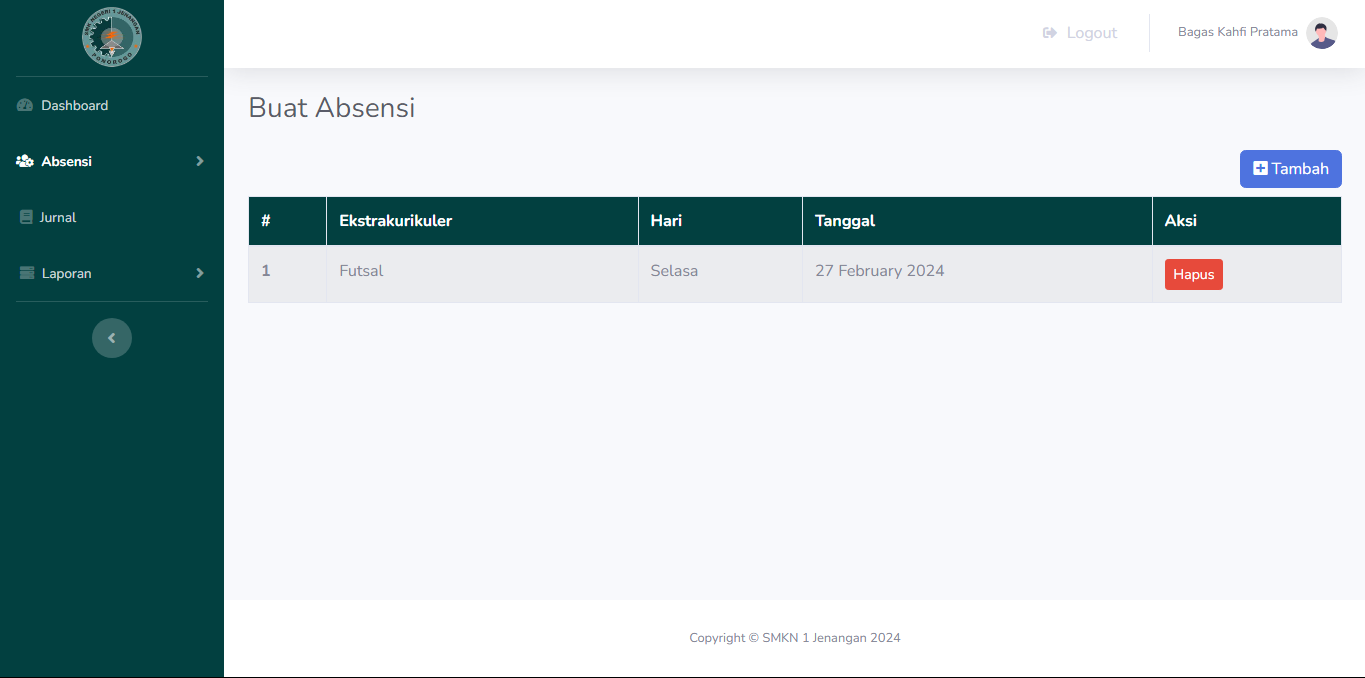 SMK NEGERI 1 JENANGAN
PONOROGO
Logout
Bagas Kahfi Pratama
Dashboard
Absensi
Jurnal
Laporan
Buat Absensi
Tambah
# Ekstrakurikuler Hari Tanggal Aksi
1 Futsal Selasa 27 February 2024 Hapus
Copyright © SMKN 1 Jenangan 2024